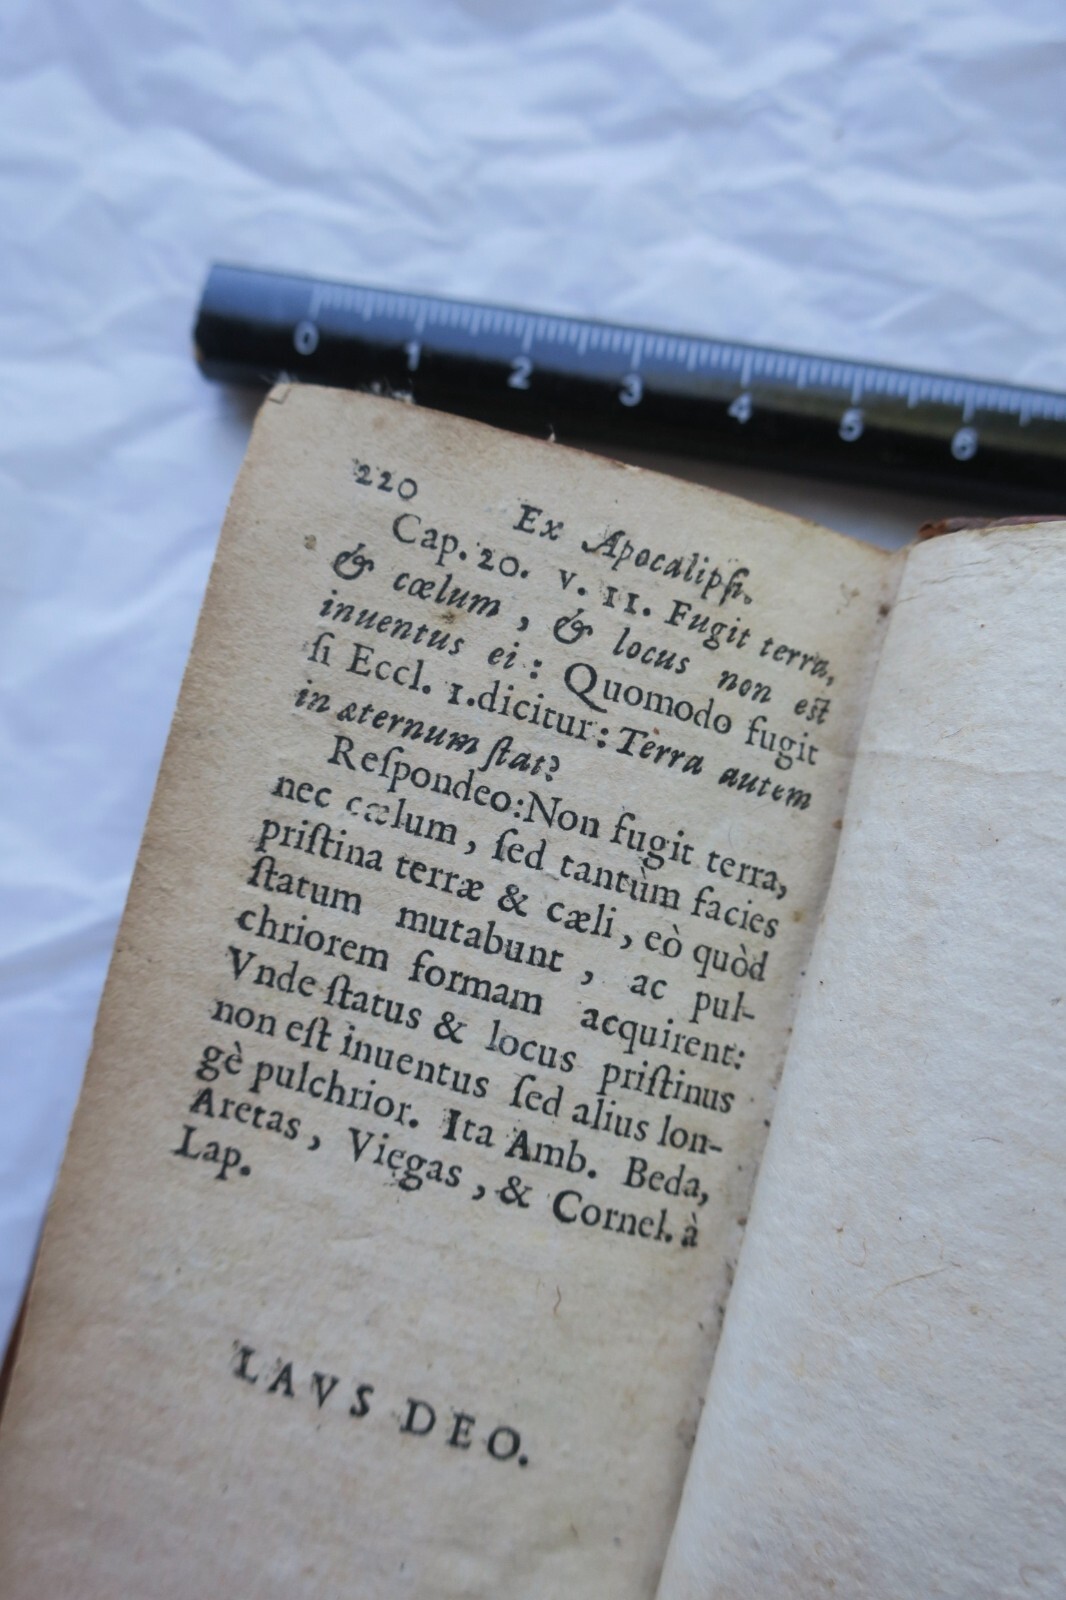 0 1 2 3 4 5 6
220 Ex Apocalipsi.
Cap. 20. v. 11. Fugit terra,
& cœlum, & locus non est
inuentus ei: Quomodo fugit
ſi Eccl. 1. dicitur: Terra autem
in æternum ſtat?
Reſpondeo: Non fugit terra,
nec cælum, ſed tantùm facies
priſtina terræ & cæli, eò quòd
ſtatum mutabunt, ac pul-
chriorem formam acquirent:
Vnde ſtatus & locus priſtinus
non eſt inuentus ſed alius lon-
gè pulchrior. Ita Amb. Beda,
Aretas, Viegas, & Cornel. à
Lap.
LAVS DEO.